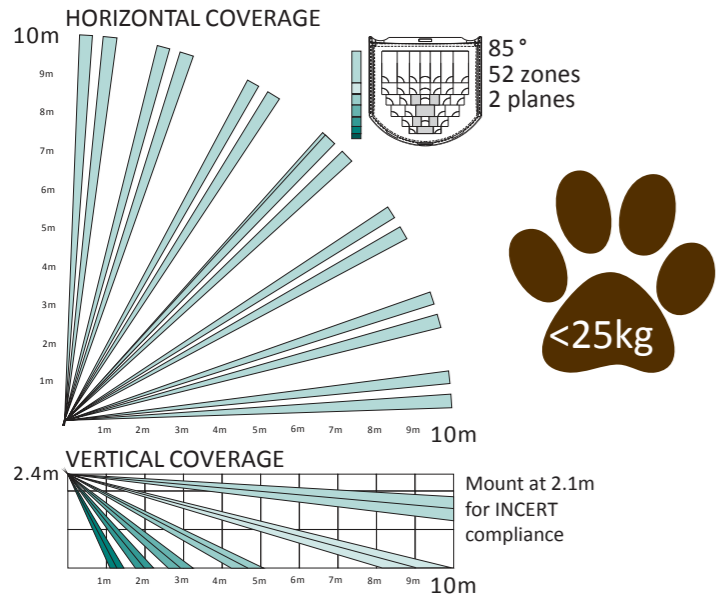 HORIZONTAL COVERAGE
10m
9m
8m
7m
6m
5m
4m
3m
2m
1m
1m 2m 3m 4m 5m 6m 7m 8m 9m 10m
85°
52 zones
2 planes
<25kg
VERTICAL COVERAGE
2.4m
Mount at 2.1m
for INCERT
compliance
1m 2m 3m 4m 5m 6m 7m 8m 9m 10m